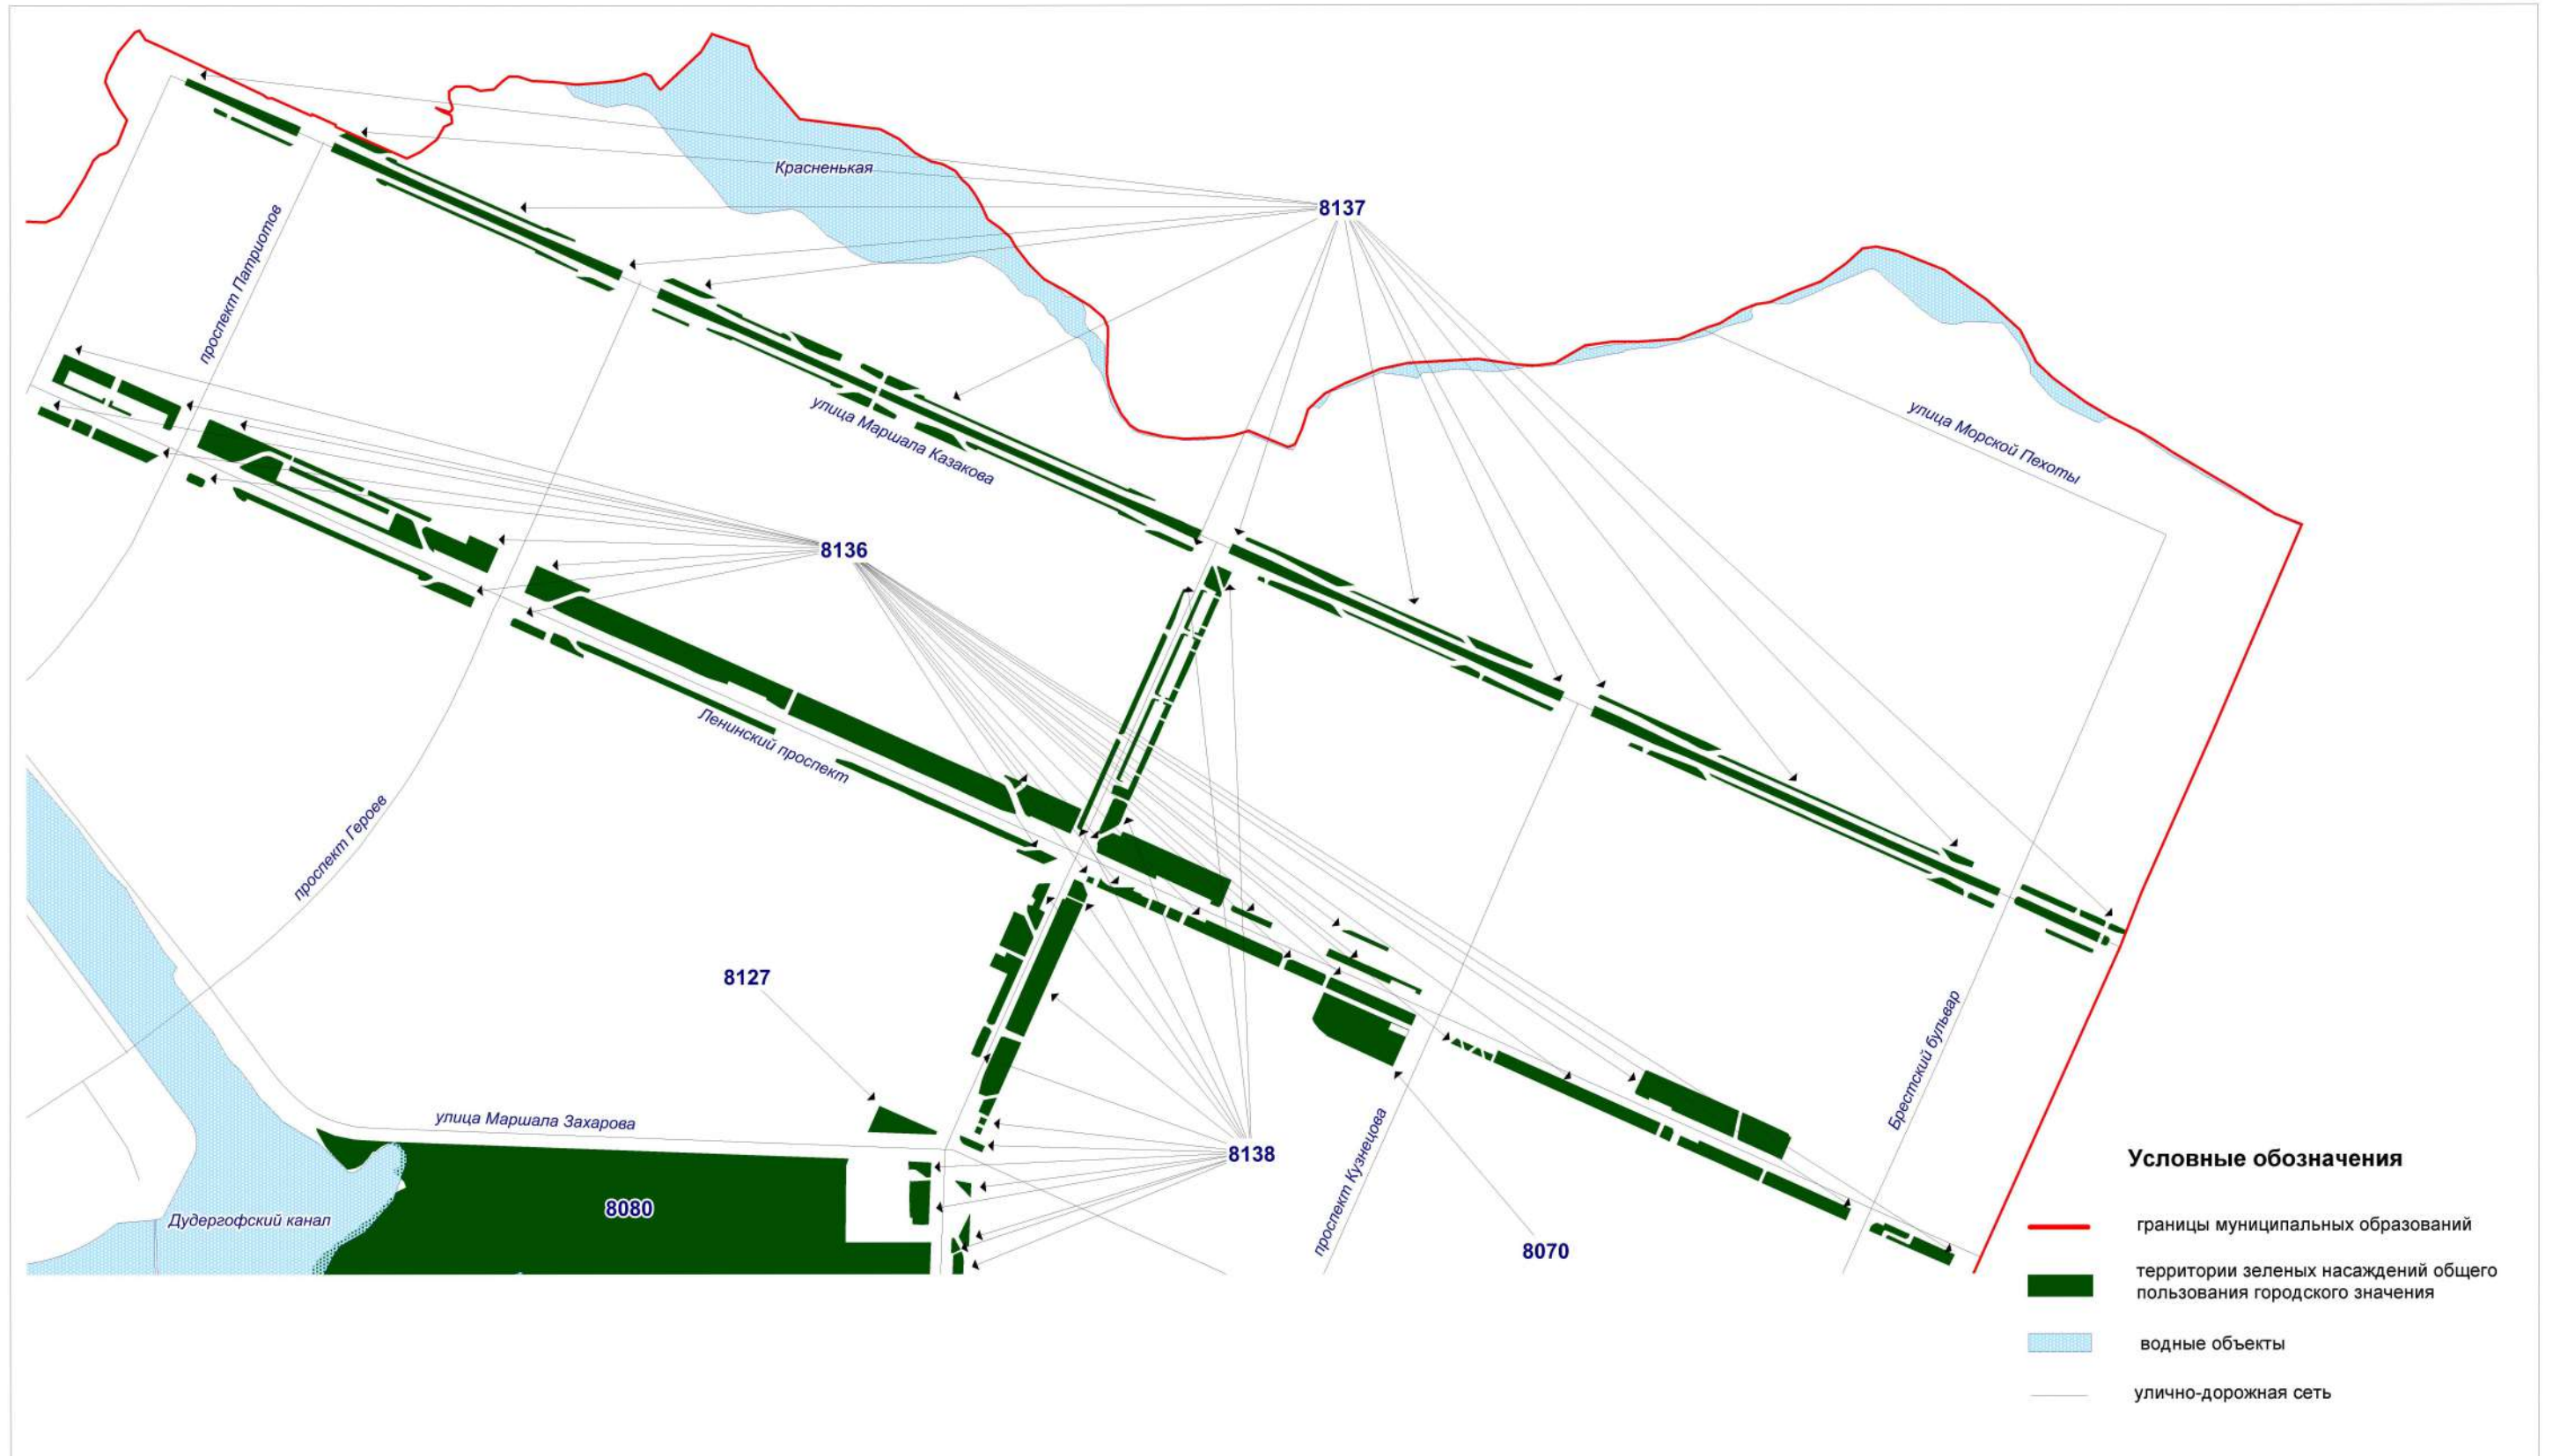 Красненькая
8137
проспект Патриотов
улица Маршала Казакова
улица Морской Пехоты
8136
Ленинский проспект
проспект Героев
8127
улица Маршала Захарова
8138
8080
Дудергофский канал
проспект Кузнецова
8070
Брестский бульвар
Условные обозначения
границы муниципальных образований
территории зеленых насаждений общего
пользования городского значения
водные объекты
улично-дорожная сеть